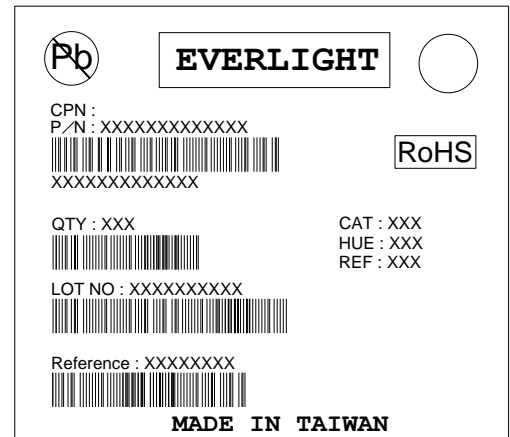 Pb
EVERLIGHT
CPN :
P/N : XXXXXXXXXXXXX
RoHS
XXXXXXXXXXXXX
QTY : XXX
CAT : XXX
HUE : XXX
REF : XXX
LOT NO : XXXXXXXXXX
Reference : XXXXXXXX
MADE IN TAIWAN